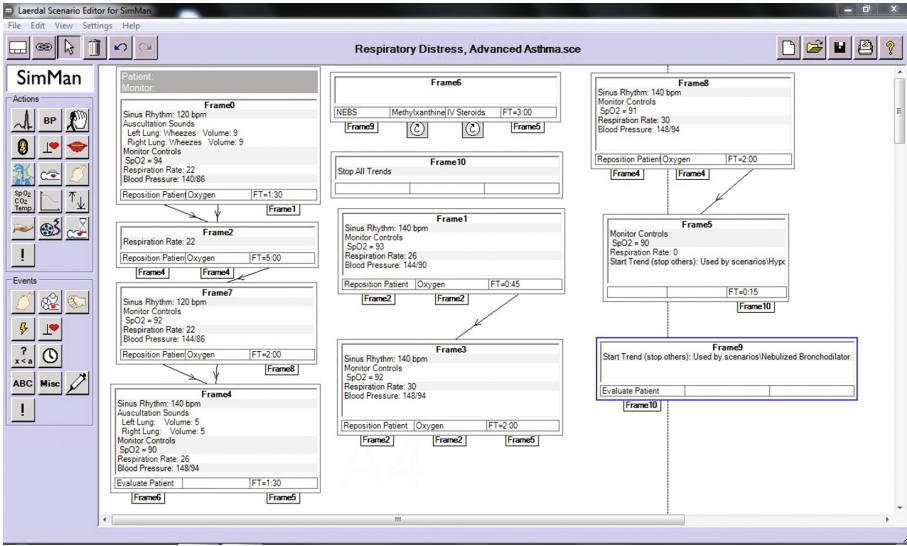 Laerdal Scenario Editor for SimMan
File Edit View Settings Help
Respiratory Distress, Advanced Asthma.sce
SimMan
Actions
BP
SpO2
CO2
Temp.
!
Events
?
x < a
ABC Misc
!
Patient:
Monitor:
Frame0
Sinus Rhythm: 120 bpm
Auscultation Sounds
Left Lung: Wheezes Volume: 9
Right Lung: Wheezes Volume: 9
Monitor Controls
SpO2 = 94
Respiration Rate: 22
Blood Pressure: 140/86
Reposition Patient Oxygen FT=1:30
Frame1
Frame2
Respiration Rate: 22
Reposition Patient Oxygen FT=5:00
Frame4 Frame4
Frame7
Sinus Rhythm: 120 bpm
Monitor Controls
SpO2 = 92
Respiration Rate: 22
Blood Pressure: 144/86
Reposition Patient Oxygen FT=2:00
Frame8
Frame4
Sinus Rhythm: 140 bpm
Auscultation Sounds
Left Lung: Volume: 5
Right Lung: Volume: 5
Monitor Controls
SpO2 = 90
Respiration Rate: 26
Blood Pressure: 148/94
Evaluate Patient FT=1:30
Frame6 Frame5
Frame6
NEBS Methylxanthine IV Steroids FT=3:00
Frame9 Frame5
Frame10
Stop All Trends
Frame1
Sinus Rhythm: 140 bpm
Monitor Controls
SpO2 = 93
Respiration Rate: 26
Blood Pressure: 144/90
Reposition Patient Oxygen FT=0:45
Frame2 Frame2
Frame3
Sinus Rhythm: 140 bpm
Monitor Controls
SpO2 = 92
Respiration Rate: 30
Blood Pressure: 148/94
Reposition Patient Oxygen FT=2:00
Frame2 Frame2 Frame5
Frame8
Sinus Rhythm: 140 bpm
Monitor Controls
SpO2 = 91
Respiration Rate: 30
Blood Pressure: 148/94
Reposition Patient Oxygen FT=2:00
Frame4 Frame4
Frame5
Monitor Controls
SpO2 = 90
Respiration Rate: 0
Start Trend (stop others): Used by scenarios\Hypo
FT=0:15
Frame10
Frame9
Start Trend (stop others): Used by scenarios\Nebulized Bronchodilator
Evaluate Patient
Frame10